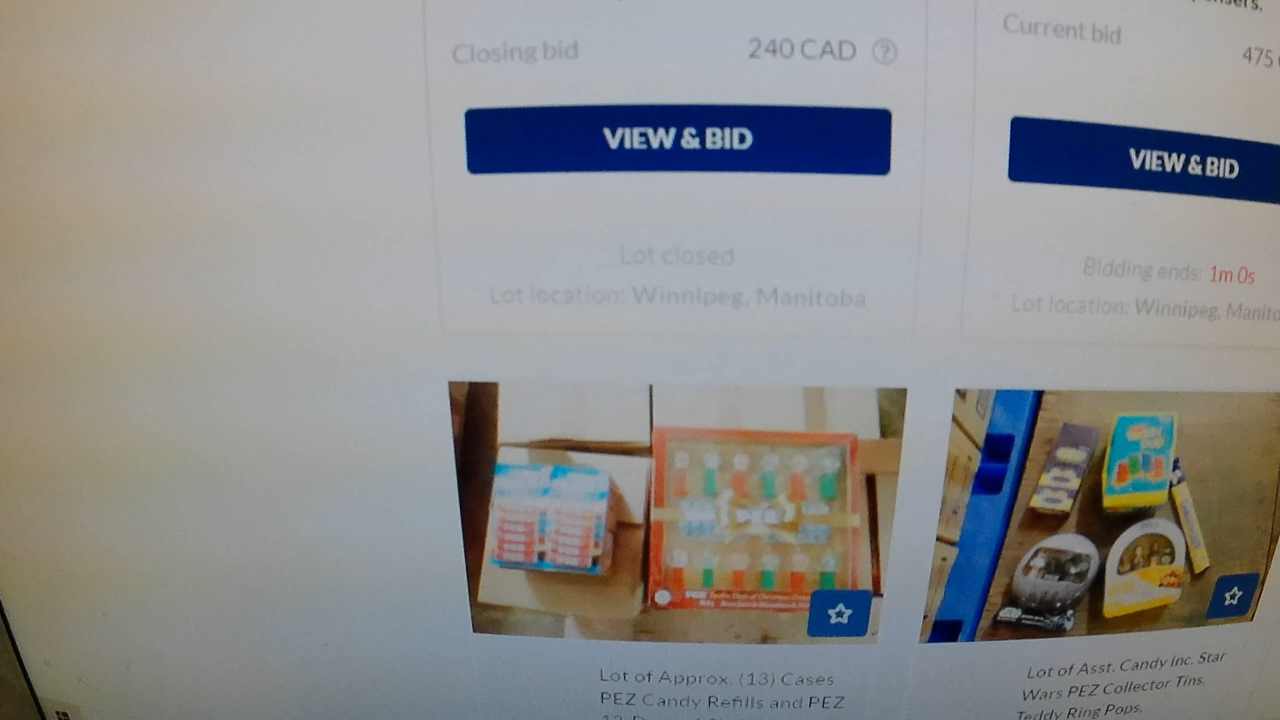 Closing bid 240 CAD
VIEW & BID
Lot closed
Lot location: Winnipeg, Manitoba
Current bid 475
VIEW & BID
Bidding ends: 1m 0s
Lot location: Winnipeg, Manito
Lot of Approx. (13) Cases
PEZ Candy Refills and PEZ
Lot of Asst. Candy inc. Star
Wars PEZ Collector Tins,
Teddy Ring Pops,